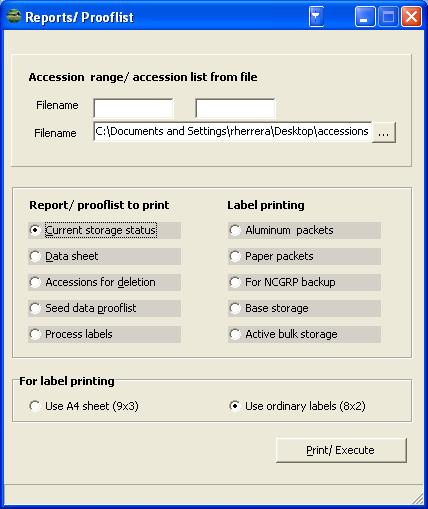 Reports/ Prooflist
Accession range/ accession list from file
Filename
Filename C:\Documents and Settings\rherrera\Desktop\accessions ...
Report/ prooflist to print Label printing
Current storage status Aluminum packets
Data sheet Paper packets
Accessions for deletion For NCGRP backup
Seed data prooflist Base storage
Process labels Active bulk storage
For label printing
Use A4 sheet (9x3) Use ordinary labels (8x2)
Print/ Execute